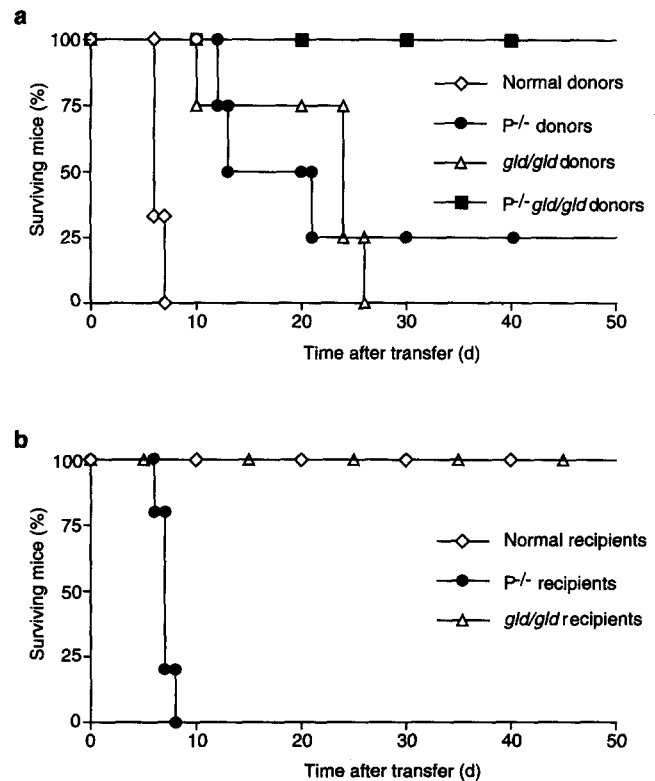 a
Surviving mice (%)
100
75
50
25
0
Normal donors
P-/- donors
gld/gld donors
P-/- gld/gld donors
0 10 20 30 40 50
Time after transfer (d)
b
Surviving mice (%)
100
75
50
25
0
Normal recipients
P-/- recipients
gld/gld recipients
0 10 20 30 40 50
Time after transfer (d)